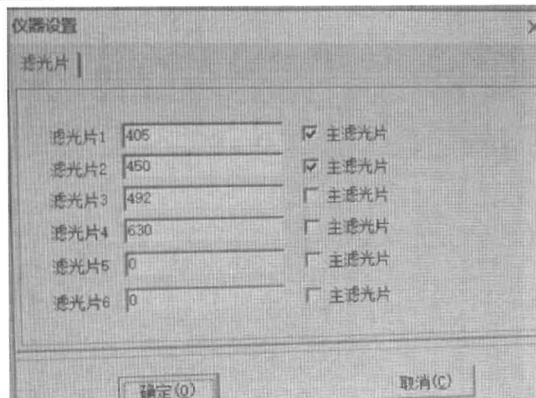 仪器设置
滤光片
滤光片1 405 主滤光片
滤光片2 450 主滤光片
滤光片3 492 主滤光片
滤光片4 630 主滤光片
滤光片5 0 主滤光片
滤光片6 0 主滤光片
确定(O) 取消(C)